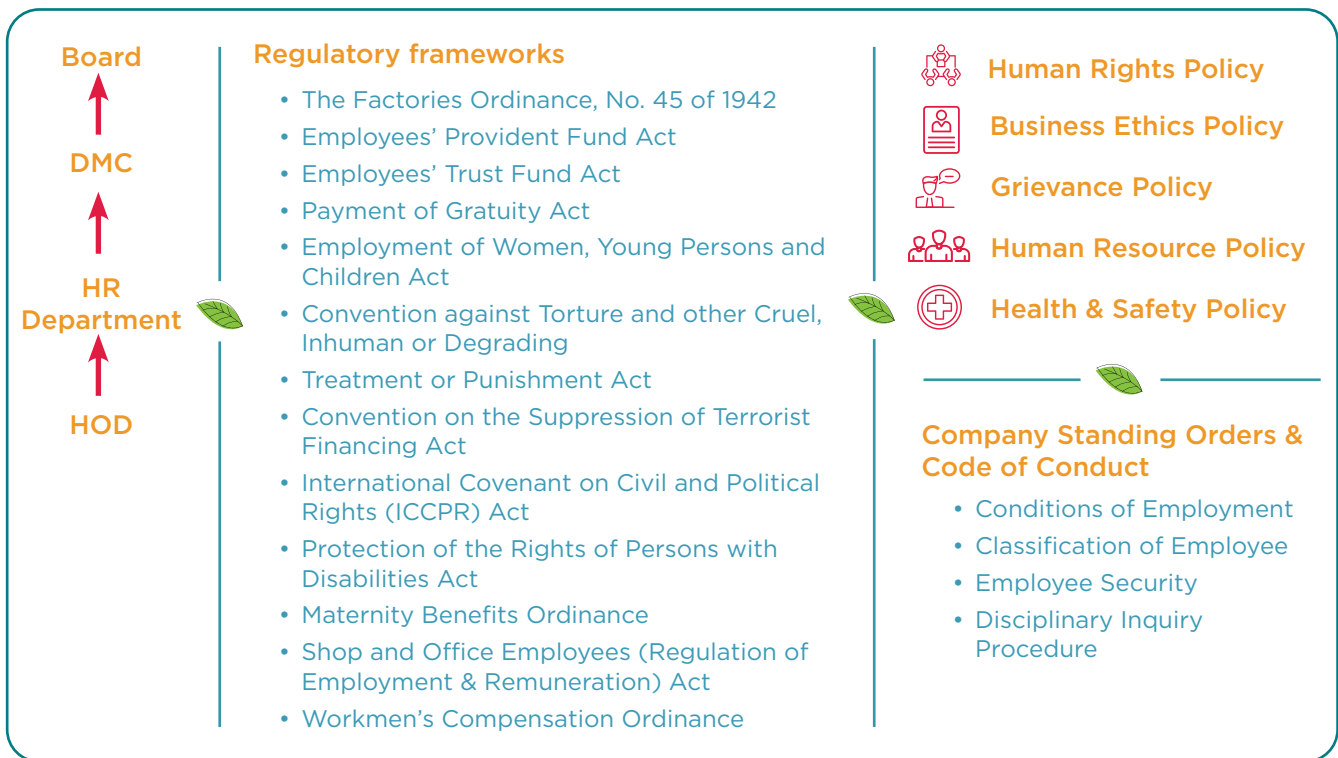 Board
DMC
HR
Department
HOD
Regulatory frameworks
• The Factories Ordinance, No. 45 of 1942
• Employees’ Provident Fund Act
• Employees’ Trust Fund Act
• Payment of Gratuity Act
• Employment of Women, Young Persons and
Children Act
• Convention against Torture and other Cruel,
Inhuman or Degrading
• Treatment or Punishment Act
• Convention on the Suppression of Terrorist
Financing Act
• International Covenant on Civil and Political
Rights (ICCPR) Act
• Protection of the Rights of Persons with
Disabilities Act
• Maternity Benefits Ordinance
• Shop and Office Employees (Regulation of
Employment & Remuneration) Act
• Workmen’s Compensation Ordinance
Human Rights Policy
Business Ethics Policy
Grievance Policy
Human Resource Policy
Health & Safety Policy
Company Standing Orders &
Code of Conduct
• Conditions of Employment
• Classification of Employee
• Employee Security
• Disciplinary Inquiry
Procedure